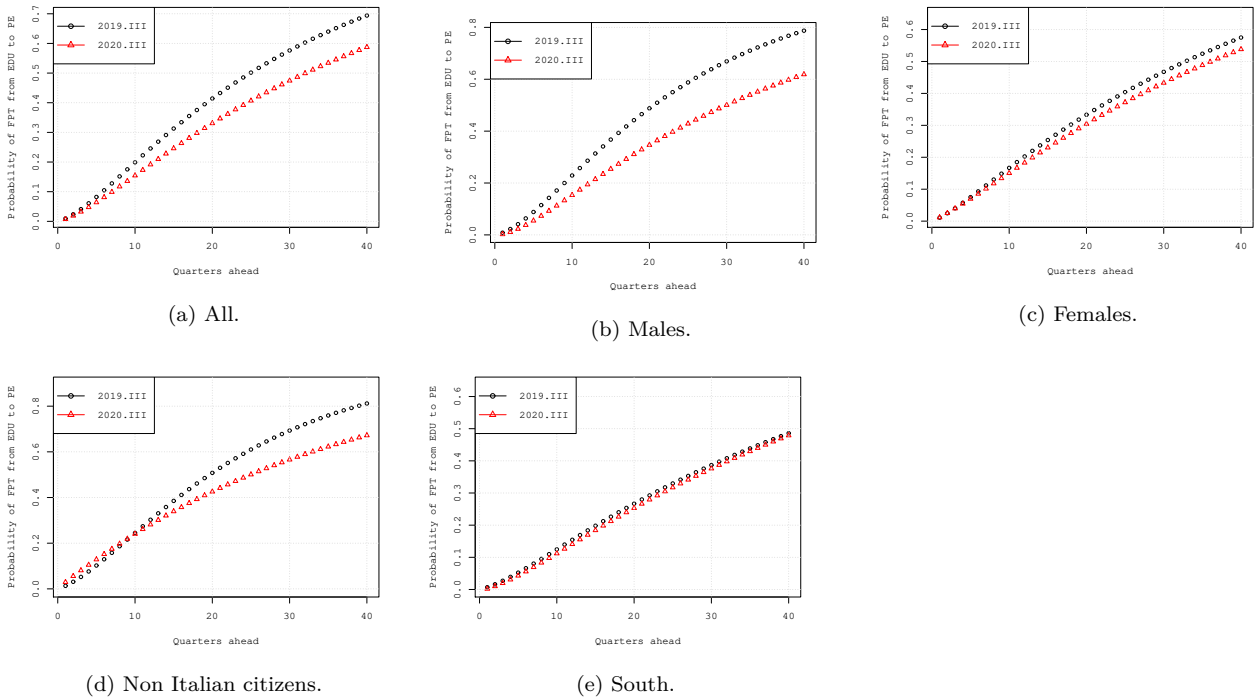 Probability of FPT from EDU to PE
0.0 0.1 0.2 0.3 0.4 0.5 0.6 0.7
2019.III
2020.III
0 10 20 30 40
Quarters ahead
(a) All.
Probability of FPT from EDU to PE
0.0 0.2 0.4 0.6 0.8
2019.III
2020.III
0 10 20 30 40
Quarters ahead
(b) Males.
Probability of FPT from EDU to PE
0.0 0.1 0.2 0.3 0.4 0.5 0.6
2019.III
2020.III
0 10 20 30 40
Quarters ahead
(c) Females.
Probability of FPT from EDU to PE
0.0 0.2 0.4 0.6 0.8
2019.III
2020.III
0 10 20 30 40
Quarters ahead
(d) Non Italian citizens.
Probability of FPT from EDU to PE
0.0 0.1 0.2 0.3 0.4 0.5 0.6
2019.III
2020.III
0 10 20 30 40
Quarters ahead
(e) South.